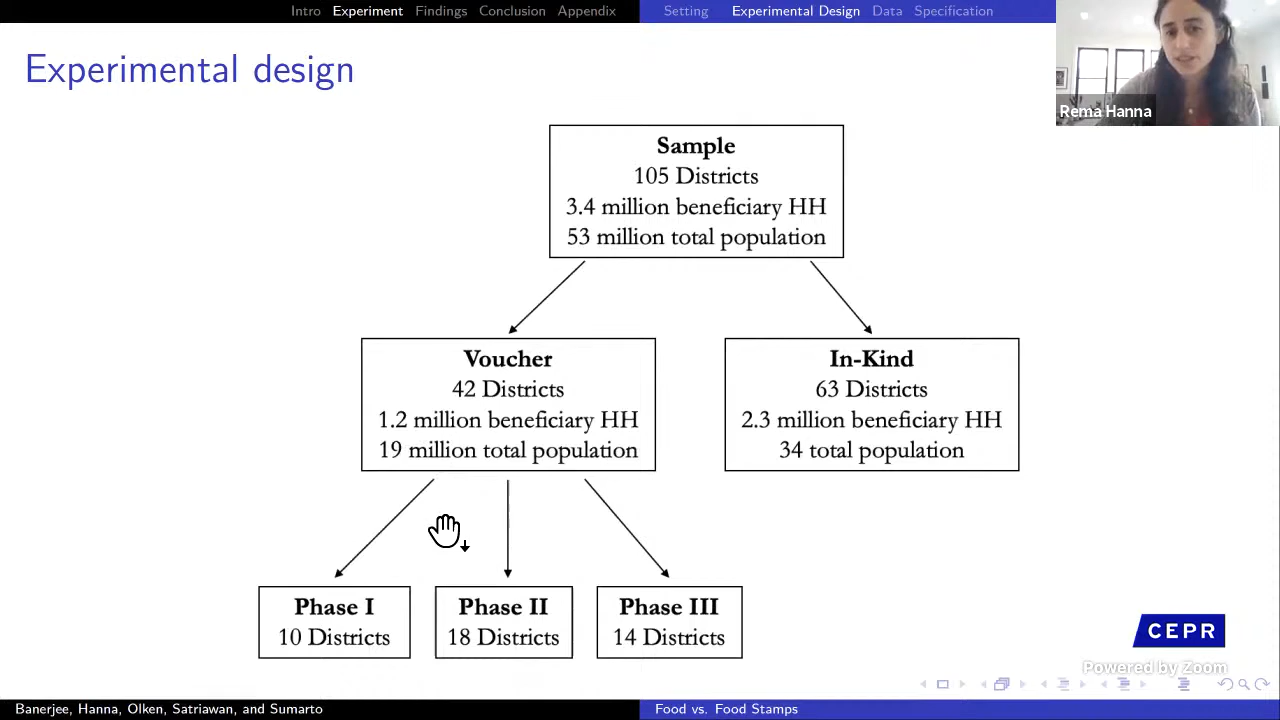 Intro Experiment Findings Conclusion Appendix
Setting Experimental Design Data Specification
Experimental design
Rema Hanna
Sample
105 Districts
3.4 million beneficiary HH
53 million total population
Voucher
42 Districts
1.2 million beneficiary HH
19 million total population
In-Kind
63 Districts
2.3 million beneficiary HH
34 total population
Phase I
10 Districts
Phase II
18 Districts
Phase III
14 Districts
CEPR
Powered by Zoom
Banerjee, Hanna, Olken, Satriawan, and Sumarto
Food vs. Food Stamps